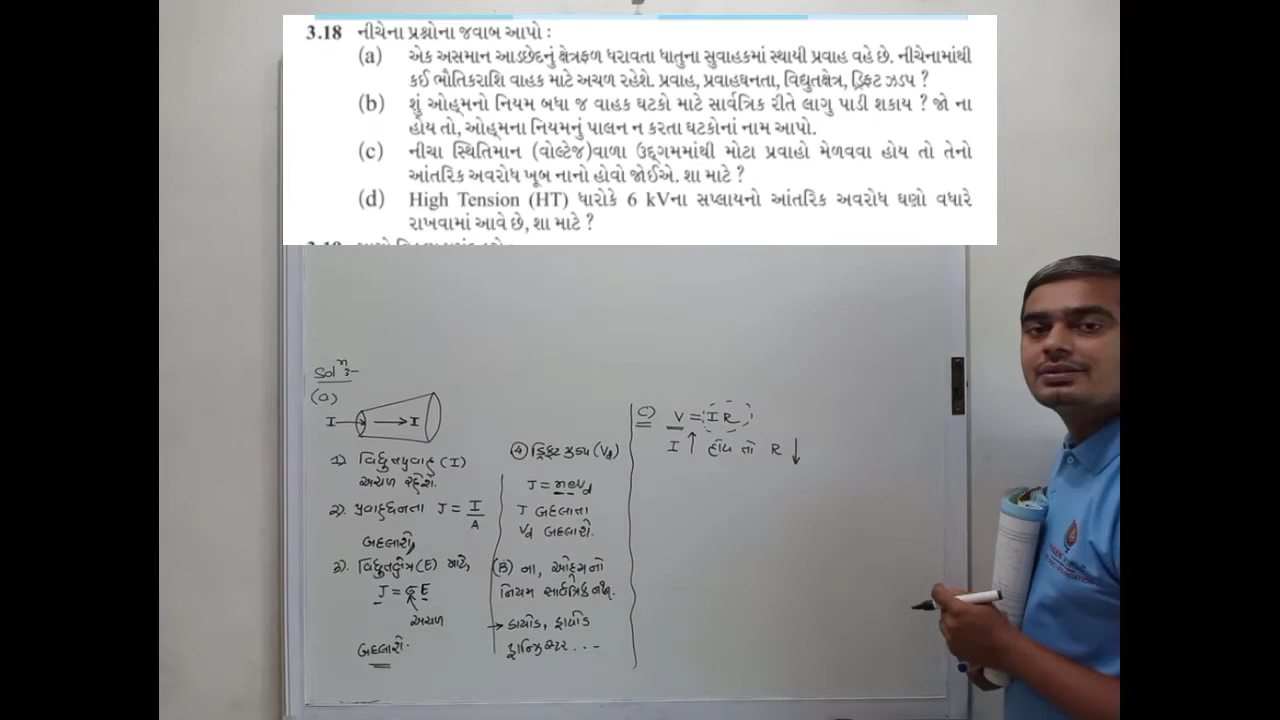 3.18 નીચેના પ્રશ્નોના જવાબ આપો :
(a) એક અસમાન આડછેદનું ક્ષેત્રફળ ધરાવતા ધાતુના સુવાહકમાં સ્થાયી પ્રવાહ વહે છે. નીચેનામાંથી
કઈ ભૌતિકરાશિ વાહક માટે અચળ રહેશે. પ્રવાહ, પ્રવાહઘનતા, વિદ્યુતક્ષેત્ર, ડ્રિફ્ટ ઝડપ ?
(b) શું ઓહ્‌મનો નિયમ બધા જ વાહક ઘટકો માટે સાર્વત્રિક રીતે લાગુ પાડી શકાય ? જો ના
હોય તો, ઓહ્‌મના નિયમનું પાલન ન કરતા ઘટકોનાં નામ આપો.
(c) નીચા સ્થિતિમાન (વોલ્ટેજ)વાળા ઉદ્દગમમાંથી મોટા પ્રવાહો મેળવવા હોય તો તેનો
આંતરિક અવરોધ ખૂબ નાનો હોવો જોઈએ. શા માટે ?
(d) High Tension (HT) ધારોકે 6 kVના સપ્લાયનો આંતરિક અવરોધ ઘણો વધારે
રાખવામાં આવે છે, શા માટે ?
Solⁿ :-
(a)
I → → I
1) વિદ્યુતપ્રવાહ (I)
અચળ રહેશે.
2) પ્રવાહઘનતા J = I/A
બદલાશે,
3) વિદ્યુતક્ષેત્ર (E) માટે,
J = σE
અચળ
બદલાશે.
④ ડ્રિફ્ટ ઝડપ (Vd)
J = neVd
J બદલાતા
Vd બદલાશે.
(B) ના, ઓહ્‌મનો
નિયમ સાર્વત્રિક નથી.
→ ડાયોડ,
ટ્રાન્ઝિસ્ટર . . --
C) V = IR
I ↑ હોય તો R ↓